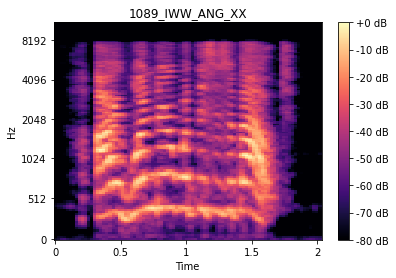 1089_IWW_ANG_XX
+0 dB
8192
-10 dB
4096
-20 dB
-30 dB
2048
Hz
-40 dB
1024
-50 dB
512
-60 dB
-70 dB
0
-80 dB
0 0.5 1 1.5 2
Time